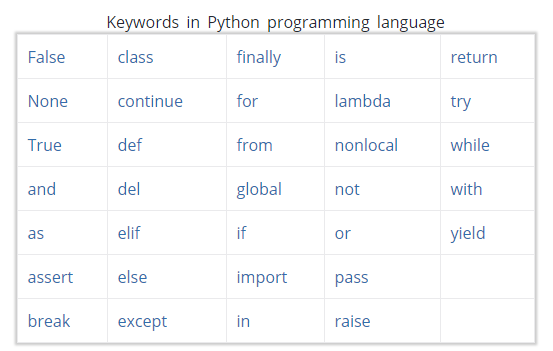 Keywords in Python programming language
False class finally is return
None continue for lambda try
True def from nonlocal while
and del global not with
as elif if or yield
assert else import pass
break except in raise